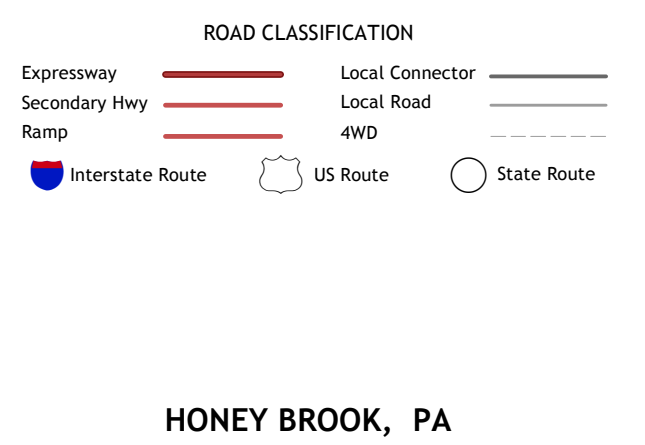 ROAD CLASSIFICATION
Expressway
Local Connector
Secondary Hwy
Local Road
Ramp
4WD
Interstate Route
US Route
State Route
HONEY BROOK, PA